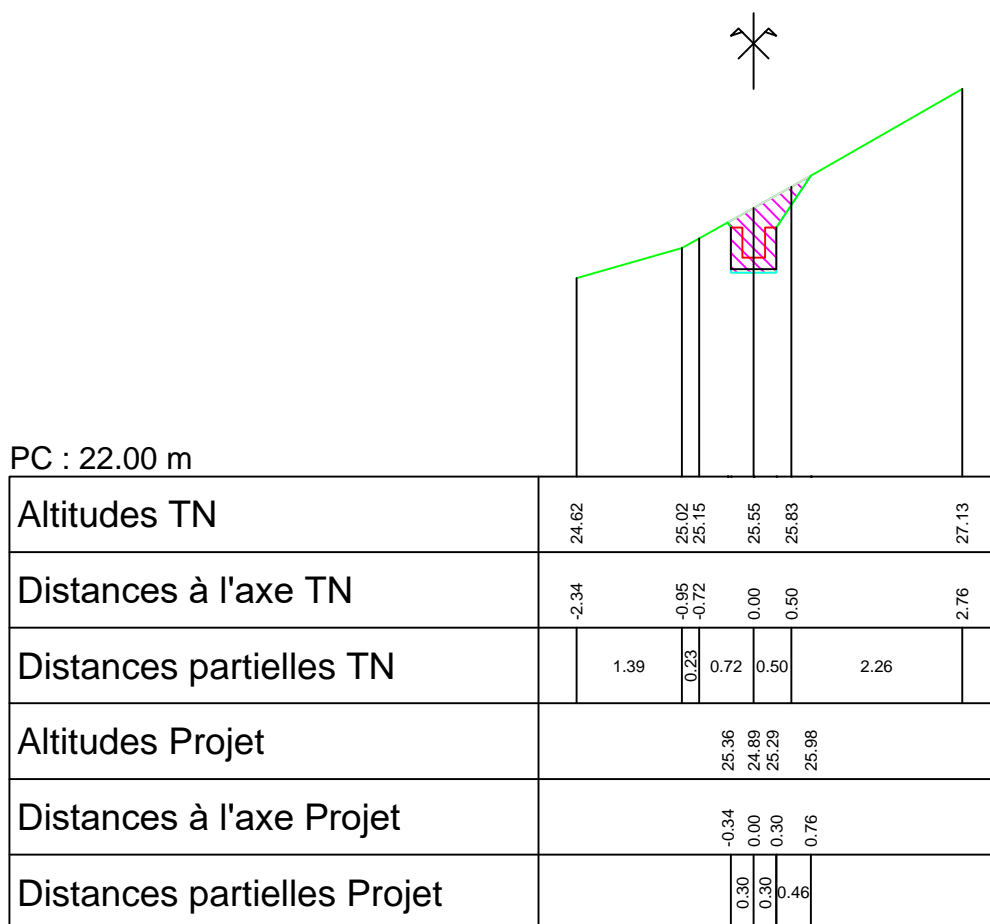 PC : 22.00 m
Altitudes TN 24.62 25.02 25.15 25.55 25.83 27.13
Distances à l'axe TN -2.34 -0.95 -0.72 0.00 0.50 2.76
Distances partielles TN 1.39 0.23 0.72 0.50 2.26
Altitudes Projet 25.36 24.89 25.29 25.98
Distances à l'axe Projet -0.34 0.00 0.30 0.76
Distances partielles Projet 0.30 0.30 0.46